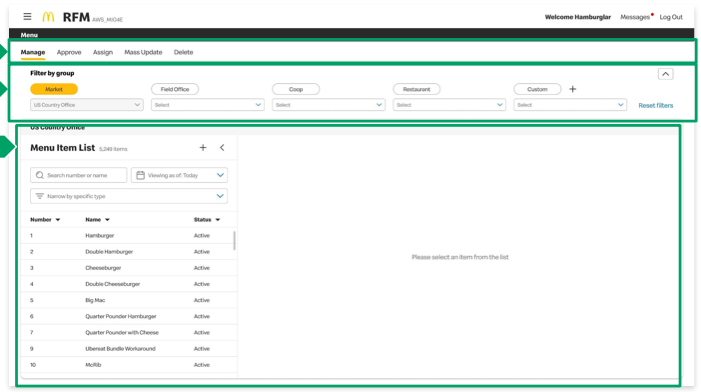 RFM AWS_MIG4E
Welcome Hamburglar Messages Log Out
Menu
Manage Approve Assign Mass Update Delete
Filter by group
Market Field Office Coop Restaurant Custom +
US Country Office Select Select Select Select Reset filters
US Country Office
Menu Item List 5,249 items +
Search number or name Viewing as of: Today
Narrow by specific type
Number Name Status
1 Hamburger Active
2 Double Hamburger Active
3 Cheeseburger Active
4 Double Cheeseburger Active
5 Big Mac Active
6 Quarter Pounder Hamburger Active
7 Quarter Pounder with Cheese Active
9 Ubereat Bundle Workaround Active
10 McRib Active
Please select an item from the list